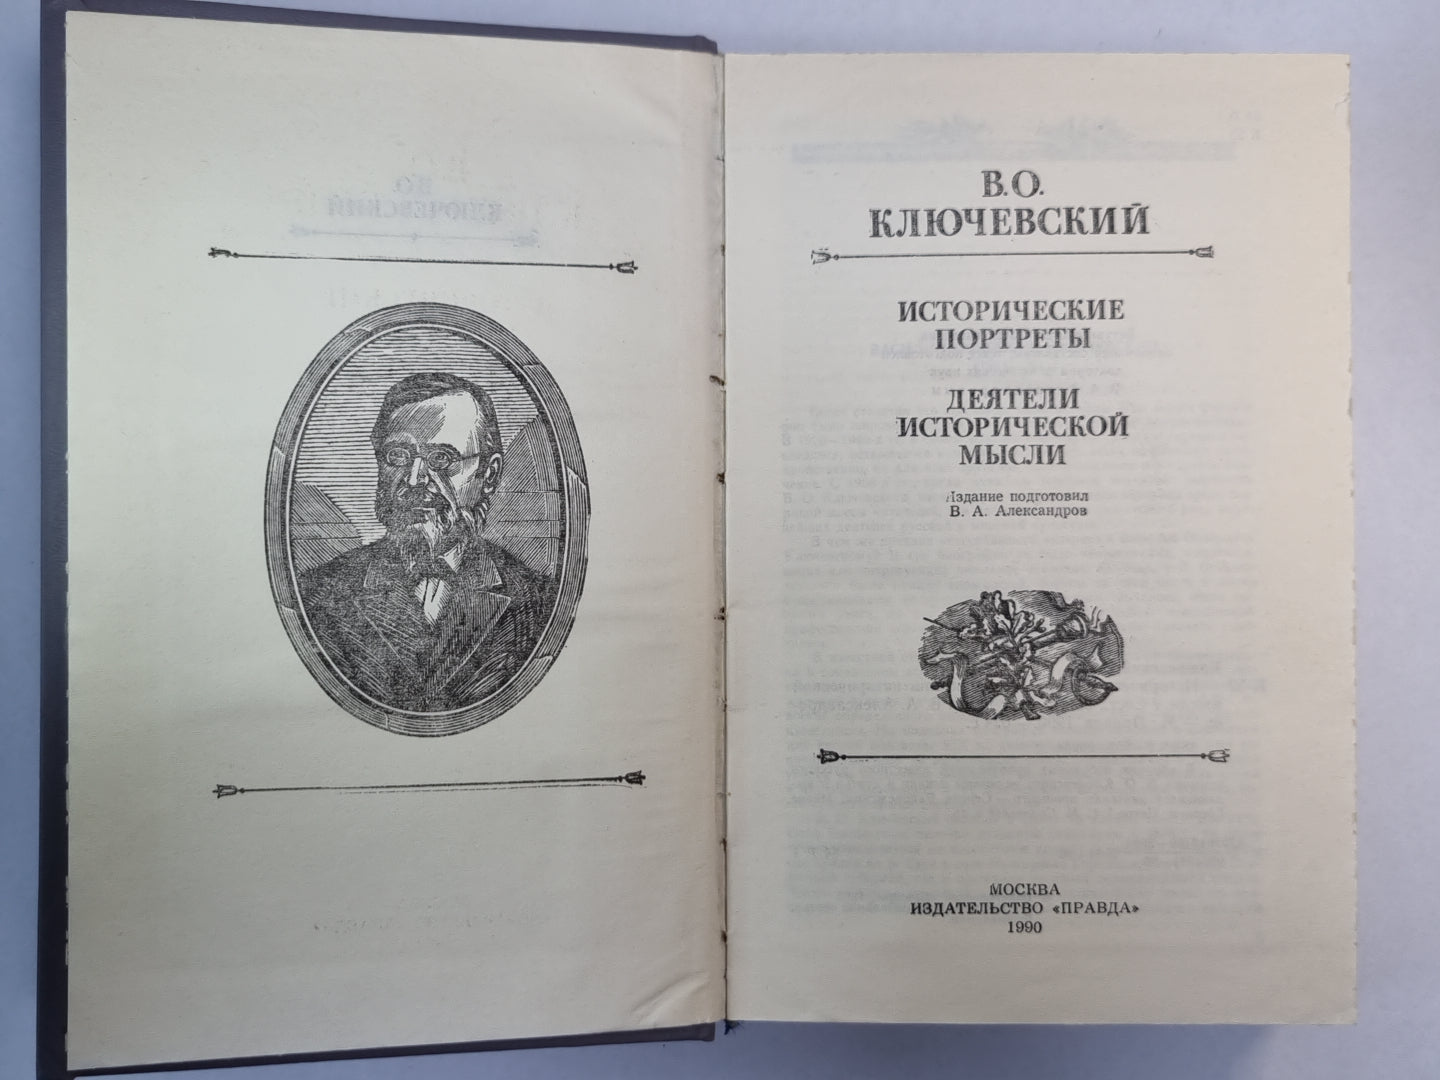 В.О.
КЛЮЧЕВСКИЙ
ИСТОРИЧЕСКИЕ
ПОРТРЕТЫ
ДЕЯТЕЛИ
ИСТОРИЧЕСКОЙ
МЫСЛИ
Издание подготовил
В. А. Александров
МОСКВА
ИЗДАТЕЛЬСТВО «ПРАВДА»
1990